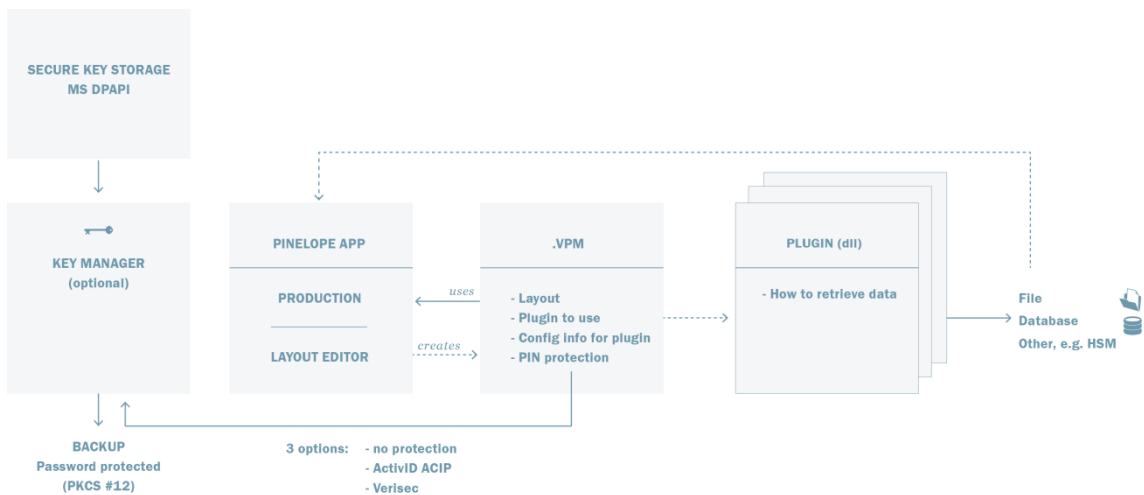 SECURE KEY STORAGE
MS DPAPI
KEY MANAGER
(optional)
BACKUP
Password protected
(PKCS #12)
PINELOPE APP
PRODUCTION
LAYOUT EDITOR
uses
creates
.VPM
- Layout
- Plugin to use
- Config info for plugin
- PIN protection
3 options: - no protection
- ActivID ACIP
- Verisec
PLUGIN (dll)
- How to retrieve data
File
Database
Other, e.g. HSM